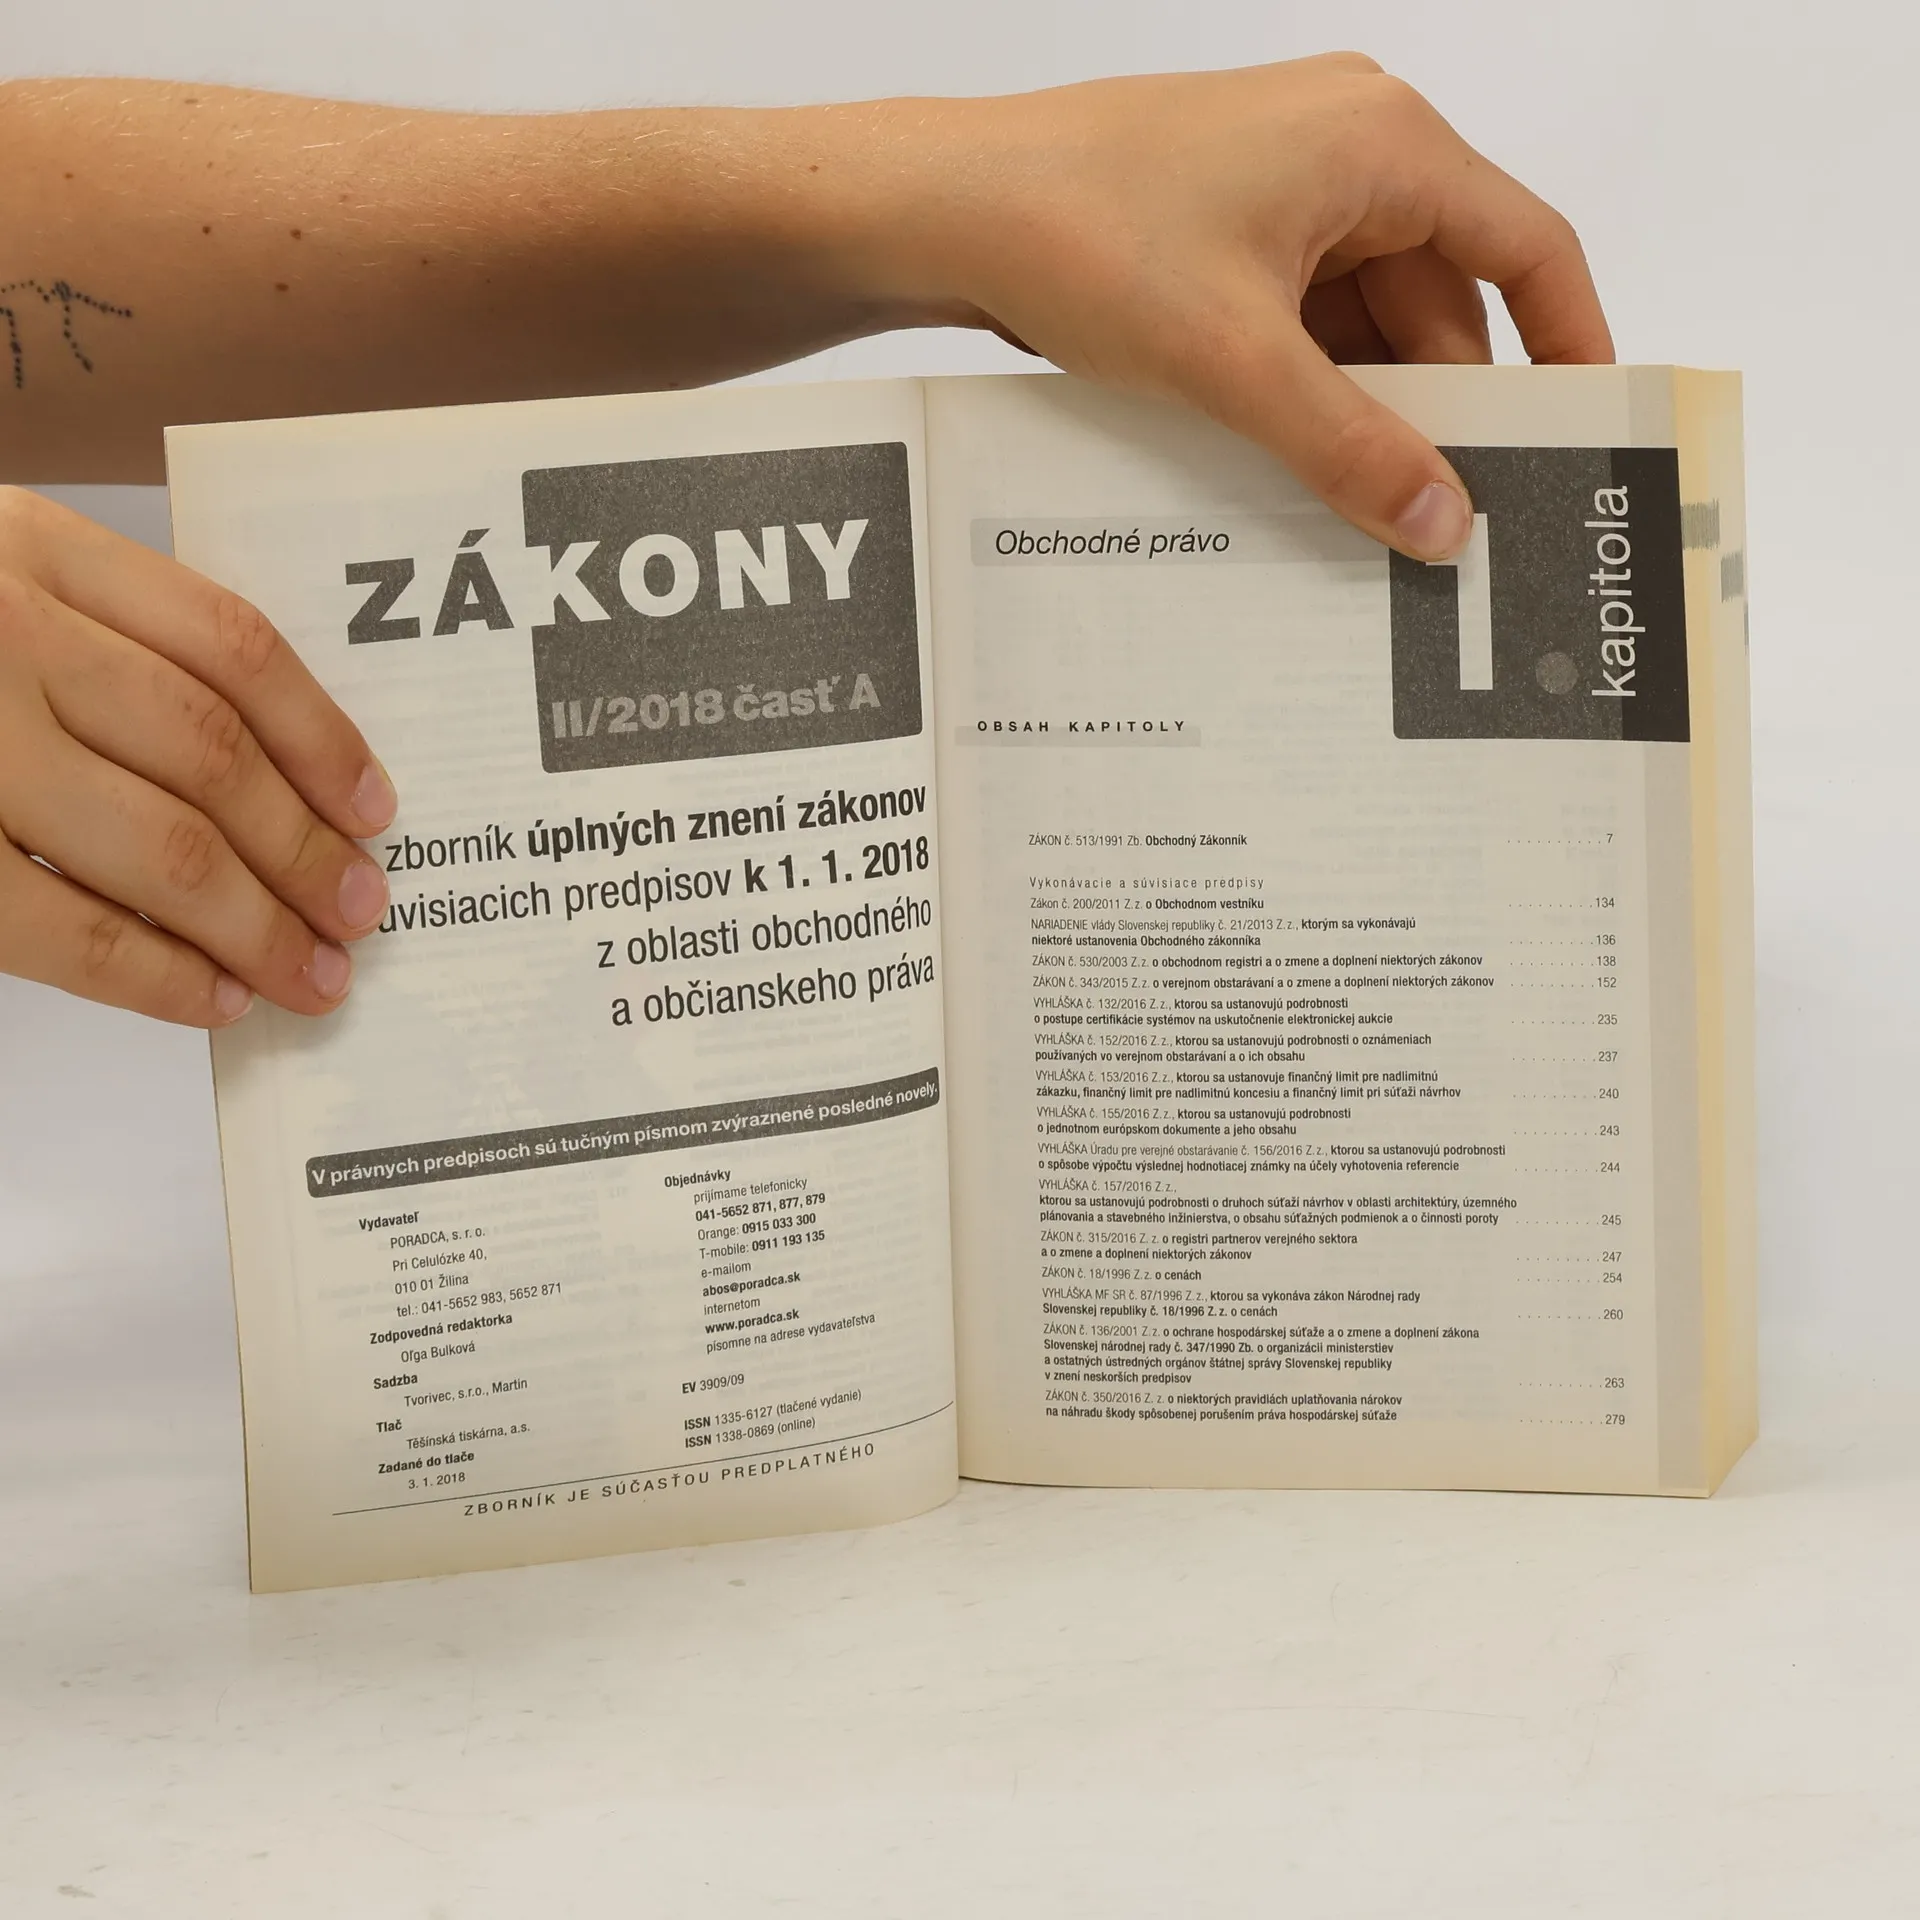 ZÁKONY
II/2018 časť A
zborník úplných znení zákonov
predpisov k 1. 1. 2018
z oblasti obchodného
a občianskeho práva
V právnych predpisoch sú tučným písmom zvýraznené posledné novely.
Vydavateľ
PORADCA, s. r. o.
Pri Celulózke 40,
010 01 Žilina
tel.: 041-5652 983, 5652 871
Zodpovedná redaktorka
Oľga Bulková
Sadzba
Tvorivec, s.r.o., Martin
Tlač
Těšínská tiskárna, a.s.
Zadané do tlače
3. 1. 2018
Objednávky
prijímame telefonicky
041-5652 871, 877, 879
Orange: 0915 033 300
T-mobile: 0911 193 135
e-mailom
abos@poradca.sk
internetom
www.poradca.sk
písomne na adrese vydavateľstva
EV 3909/09
ISSN 1335-6127 (tlačené vydanie)
ISSN 1338-0869 (online)
ZBORNÍK JE SÚČASŤOU PREDPLATNÉHO
Obchodné právo
1.
kapitola
OBSAH KAPITOLY
ZÁKON č. 513/1991 Zb. Obchodný Zákonník . . . . . . . . . . 7
Vykonávacie a súvisiace predpisy
Zákon č. 200/2011 Z. z. o Obchodnom vestníku . . . . . . . . . 134
NARIADENIE vlády Slovenskej republiky č. 21/2013 Z. z., ktorým sa vykonávajú
niektoré ustanovenia Obchodného zákonníka . . . . . . . . . 136
ZÁKON č. 530/2003 Z. z. o obchodnom registri a o zmene a doplnení niektorých zákonov . . . . . . . . . 138
ZÁKON č. 343/2015 Z. z. o verejnom obstarávaní a o zmene a doplnení niektorých zákonov . . . . . . . . . 152
VYHLÁŠKA č. 132/2016 Z. z., ktorou sa ustanovujú podrobnosti
o postupe certifikácie systémov na uskutočnenie elektronickej aukcie . . . . . . . . . 235
VYHLÁŠKA č. 152/2016 Z. z., ktorou sa ustanovujú podrobnosti o oznámeniach
používaných vo verejnom obstarávaní a o ich obsahu . . . . . . . . . 237
VYHLÁŠKA č. 153/2016 Z. z., ktorou sa ustanovuje finančný limit pre nadlimitnú
zákazku, finančný limit pre nadlimitnú koncesiu a finančný limit pri súťaži návrhov . . . . . . . . . 240
VYHLÁŠKA č. 155/2016 Z. z., ktorou sa ustanovujú podrobnosti
o jednotnom európskom dokumente a jeho obsahu . . . . . . . . . 243
VYHLÁŠKA Úradu pre verejné obstarávanie č. 156/2016 Z. z., ktorou sa ustanovujú podrobnosti
o spôsobe výpočtu výslednej hodnotiacej známky na účely vyhotovenia referencie . . . . . . . . . 244
VYHLÁŠKA č. 157/2016 Z. z.,
ktorou sa ustanovujú podrobnosti o druhoch súťaží návrhov v oblasti architektúry, územného
plánovania a stavebného inžinierstva, o obsahu súťažných podmienok a o činnosti poroty . . . . . . . . . 245
ZÁKON č. 315/2016 Z. z. o registri partnerov verejného sektora
a o zmene a doplnení niektorých zákonov . . . . . . . . . 247
ZÁKON č. 18/1996 Z. z. o cenách . . . . . . . . . 254
VYHLÁŠKA MF SR č. 87/1996 Z. z., ktorou sa vykonáva zákon Národnej rady
Slovenskej republiky č. 18/1996 Z. z. o cenách . . . . . . . . . 260
ZÁKON č. 136/2001 Z. z. o ochrane hospodárskej súťaže a o zmene a doplnení zákona
Slovenskej národnej rady č. 347/1990 Zb. o organizácii ministerstiev
a ostatných ústredných orgánov štátnej správy Slovenskej republiky
v znení neskorších predpisov . . . . . . . . . 263
ZÁKON č. 350/2016 Z. z. o niektorých pravidlách uplatňovania nárokov
na náhradu škody spôsobenej porušením práva hospodárskej súťaže . . . . . . . . . 279